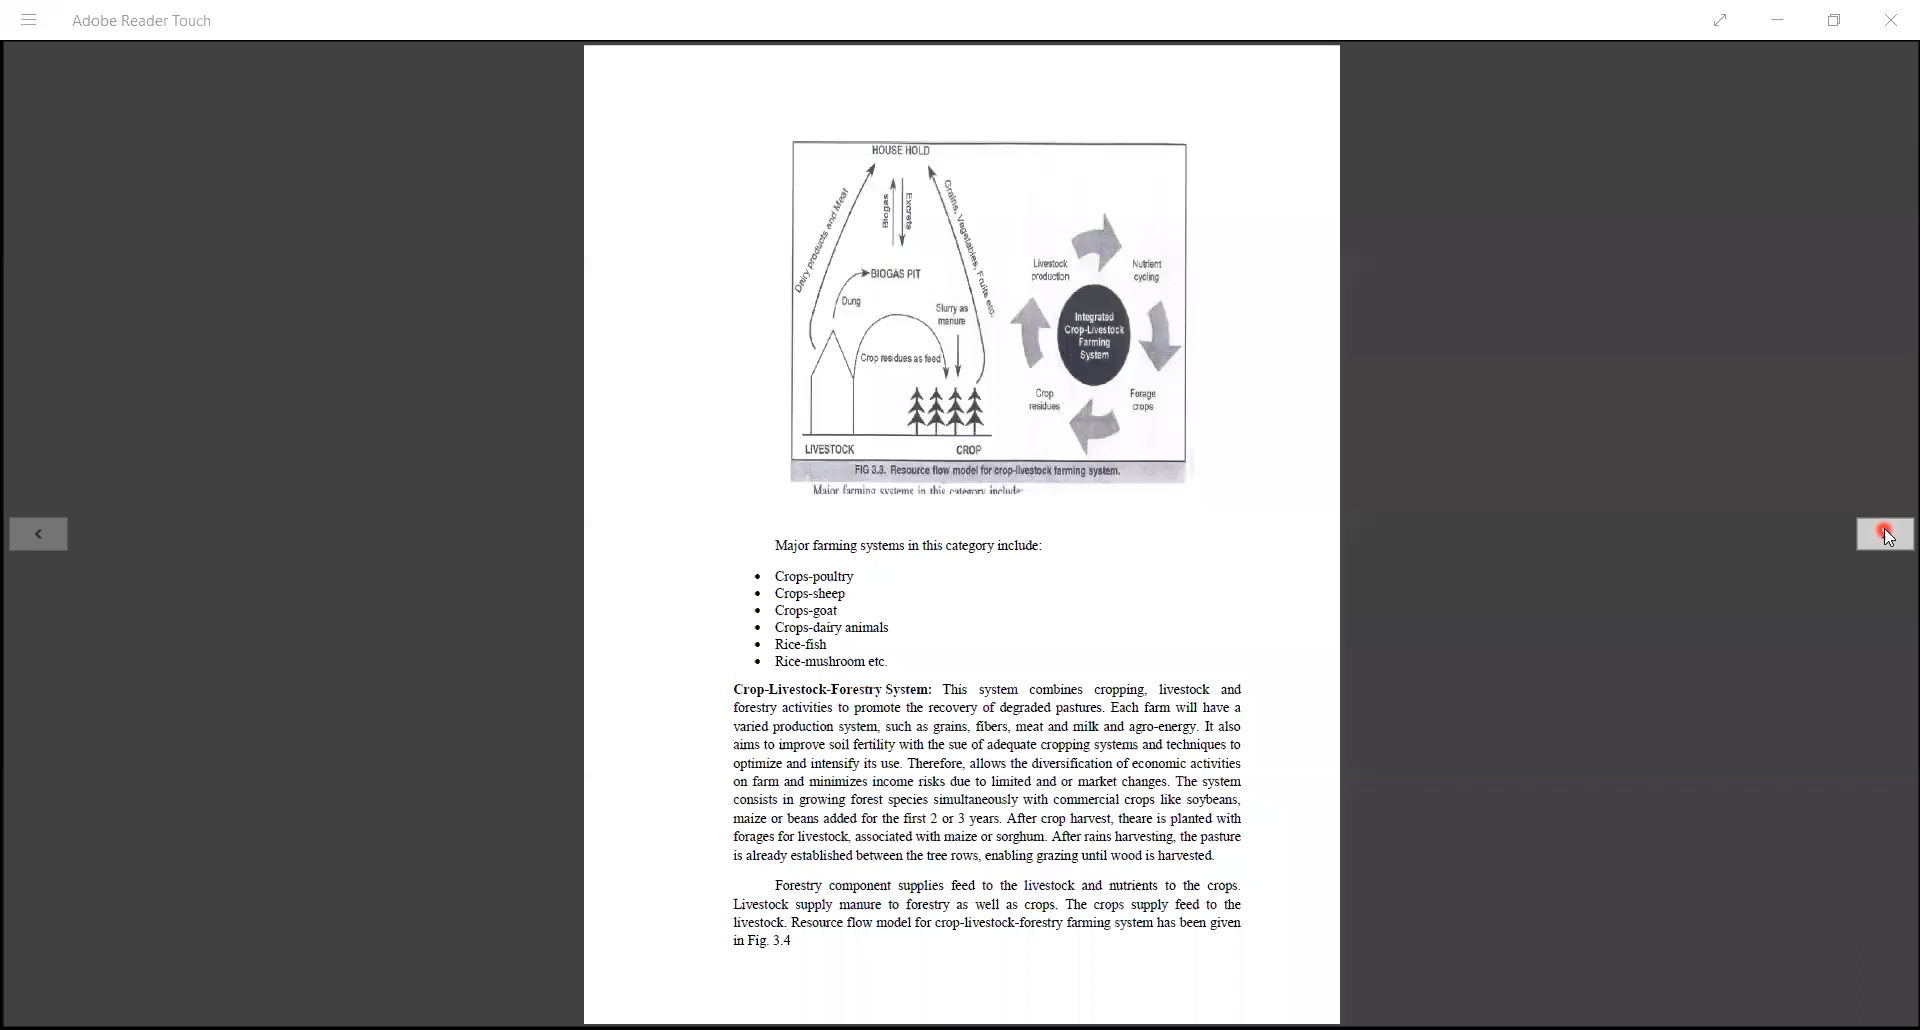 Adobe Reader Touch
HOUSE HOLD
Dairy products and Meat
Biogas
Excreta
Grains, Vegetables, Fruits etc.
BIOGAS PIT
Dung
Slurry as
manure
Crop residues as feed
LIVESTOCK
CROP
Livestock
production
Nutrient
cycling
Integrated
Crop-Livestock
Farming
System
Crop
residues
Forage
crops
FIG 3.3. Resource flow model for crop-livestock farming system.
Major farming systems in this category include:
Major farming systems in this category include:
• Crops-poultry
• Crops-sheep
• Crops-goat
• Crops-dairy animals
• Rice-fish
• Rice-mushroom etc.
Crop-Livestock-Forestry System: This system combines cropping, livestock and
forestry activities to promote the recovery of degraded pastures. Each farm will have a
varied production system, such as grains, fibers, meat and milk and agro-energy. It also
aims to improve soil fertility with the sue of adequate cropping systems and techniques to
optimize and intensify its use. Therefore, allows the diversification of economic activities
on farm and minimizes income risks due to limited and or market changes. The system
consists in growing forest species simultaneously with commercial crops like soybeans,
maize or beans added for the first 2 or 3 years. After crop harvest, theare is planted with
forages for livestock, associated with maize or sorghum. After rains harvesting, the pasture
is already established between the tree rows, enabling grazing until wood is harvested.
Forestry component supplies feed to the livestock and nutrients to the crops.
Livestock supply manure to forestry as well as crops. The crops supply feed to the
livestock. Resource flow model for crop-livestock-forestry farming system has been given
in Fig. 3.4